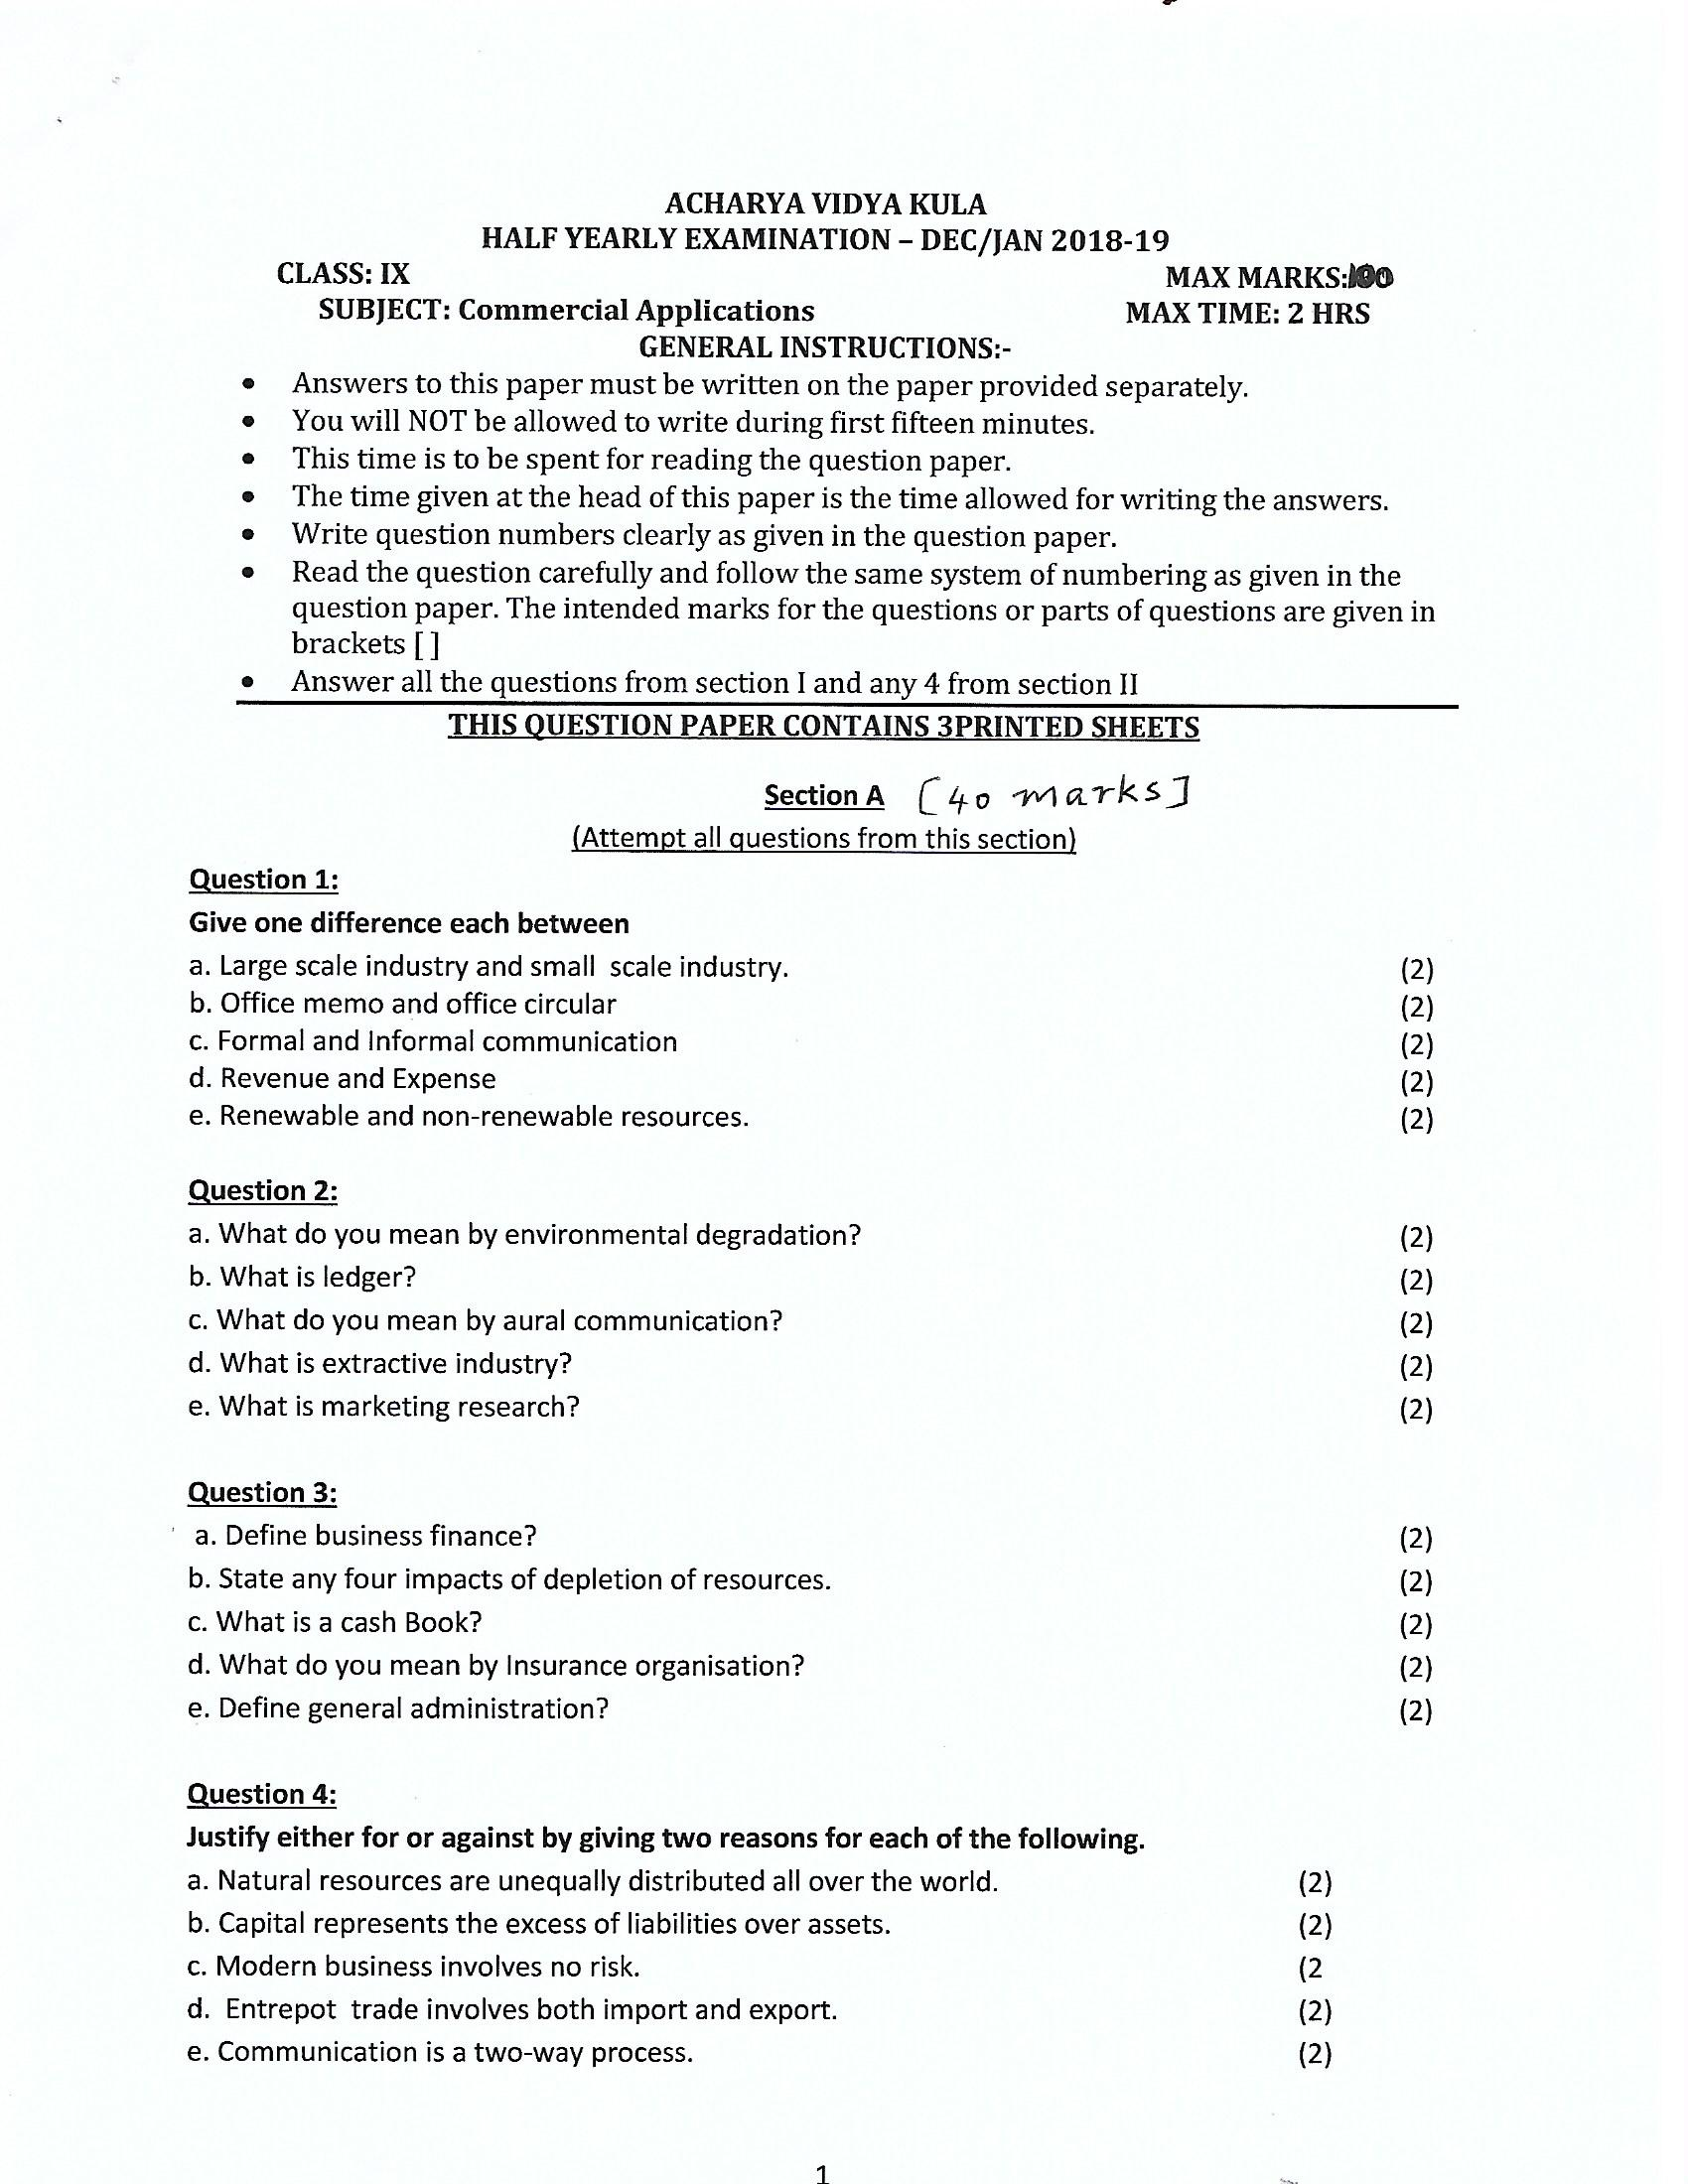 ACHARYA VIDYA KULA
HALF YEARLY EXAMINATION – DEC/JAN 2018-19
CLASS: IX MAX MARKS:100
SUBJECT: Commercial Applications MAX TIME: 2 HRS
GENERAL INSTRUCTIONS:-
• Answers to this paper must be written on the paper provided separately.
• You will NOT be allowed to write during first fifteen minutes.
• This time is to be spent for reading the question paper.
• The time given at the head of this paper is the time allowed for writing the answers.
• Write question numbers clearly as given in the question paper.
• Read the question carefully and follow the same system of numbering as given in the
question paper. The intended marks for the questions or parts of questions are given in
brackets [ ]
• Answer all the questions from section I and any 4 from section II
THIS QUESTION PAPER CONTAINS 3PRINTED SHEETS
Section A [40 marks]
(Attempt all questions from this section)
Question 1:
Give one difference each between
a. Large scale industry and small scale industry. (2)
b. Office memo and office circular (2)
c. Formal and Informal communication (2)
d. Revenue and Expense (2)
e. Renewable and non-renewable resources. (2)
Question 2:
a. What do you mean by environmental degradation? (2)
b. What is ledger? (2)
c. What do you mean by aural communication? (2)
d. What is extractive industry? (2)
e. What is marketing research? (2)
Question 3:
a. Define business finance? (2)
b. State any four impacts of depletion of resources. (2)
c. What is a cash Book? (2)
d. What do you mean by Insurance organisation? (2)
e. Define general administration? (2)
Question 4:
Justify either for or against by giving two reasons for each of the following.
a. Natural resources are unequally distributed all over the world. (2)
b. Capital represents the excess of liabilities over assets. (2)
c. Modern business involves no risk. (2
d. Entrepot trade involves both import and export. (2)
e. Communication is a two-way process. (2)
1